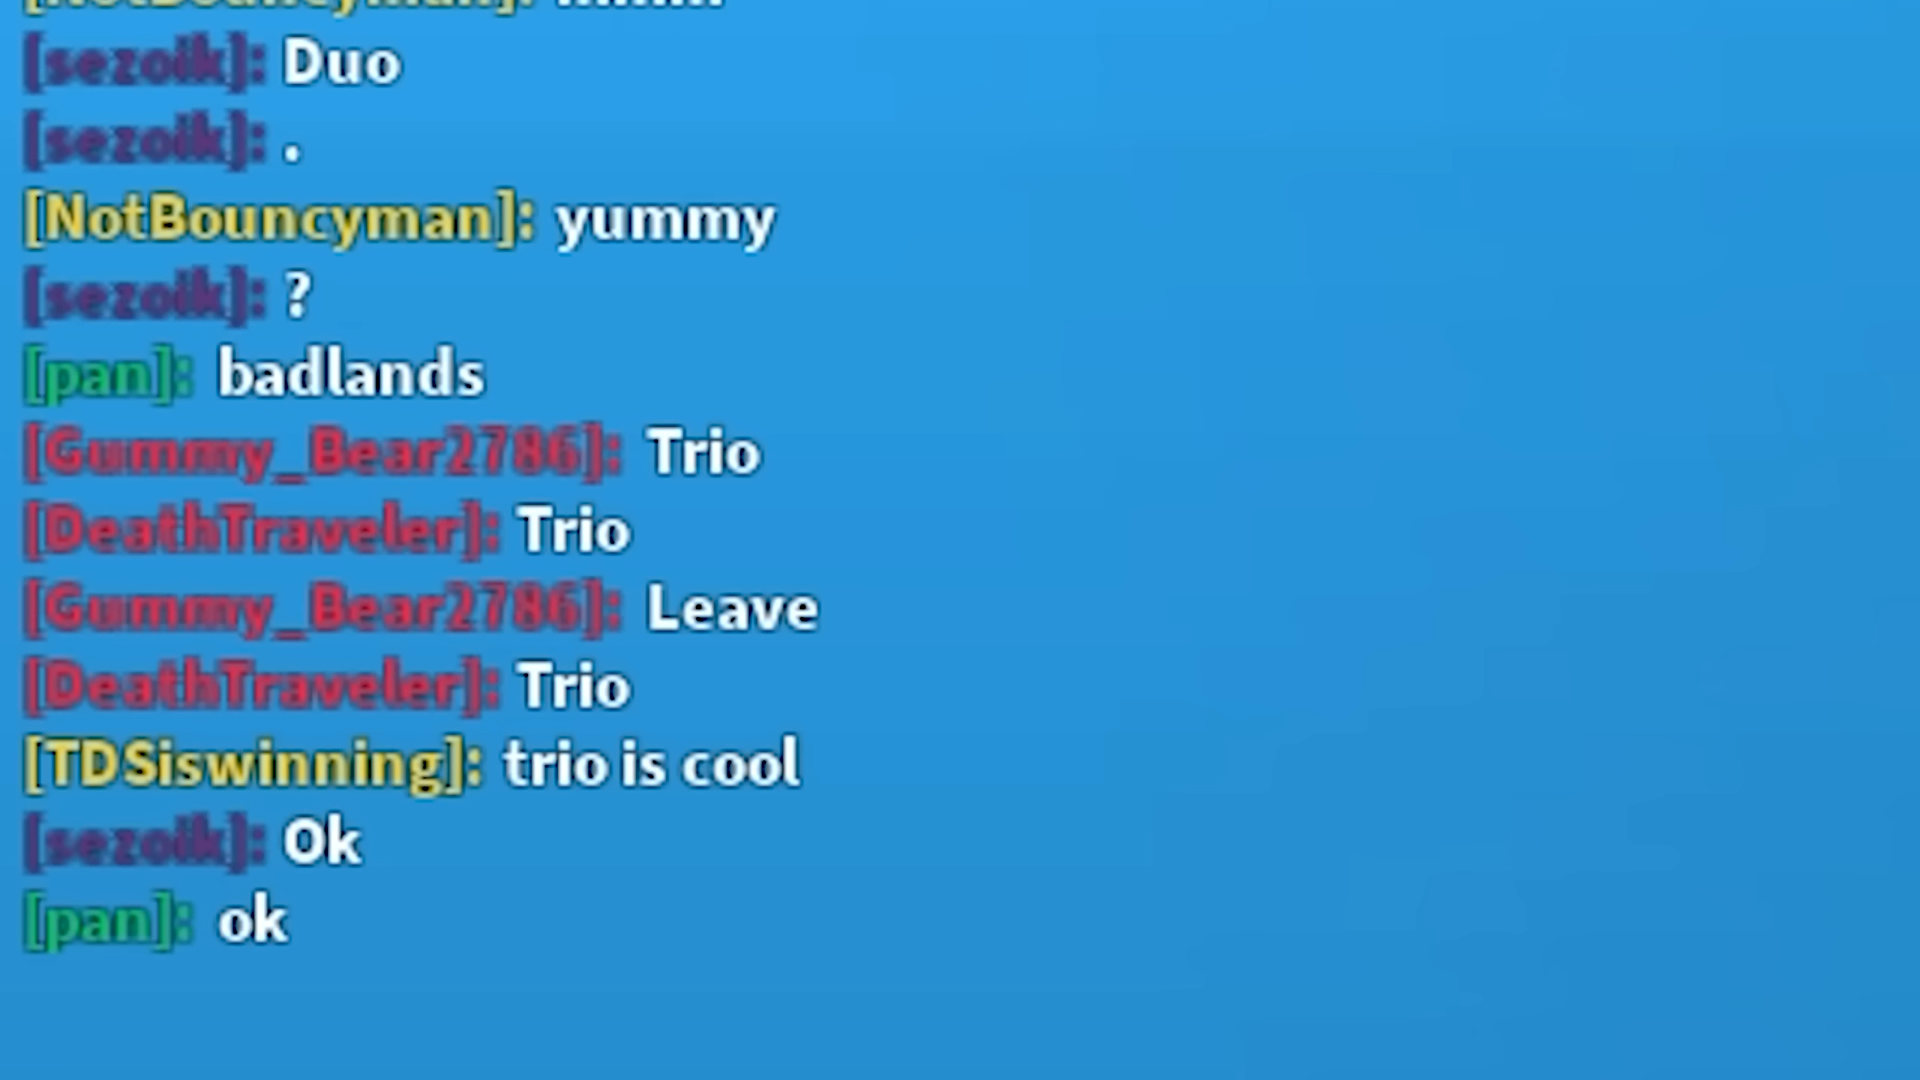 [sezoik]: Duo
[sezoik]: .
[NotBouncyman]: yummy
[sezoik]: ?
[pan]: badlands
[Gummy_Bear2786]: Trio
[DeathTraveler]: Trio
[Gummy_Bear2786]: Leave
[DeathTraveler]: Trio
[TDSiswinning]: trio is cool
[sezoik]: Ok
[pan]: ok